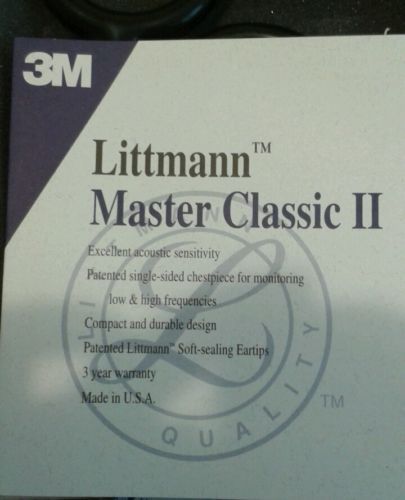 3M
Littmann™
Master Classic II
Excellent acoustic sensitivity
Patented single-sided chestpiece for monitoring
low & high frequencies
Compact and durable design
Patented Littmann™ Soft-sealing Eartips
3 year warranty
Made in U.S.A.
LITTMANN
L
QUALITY
TM